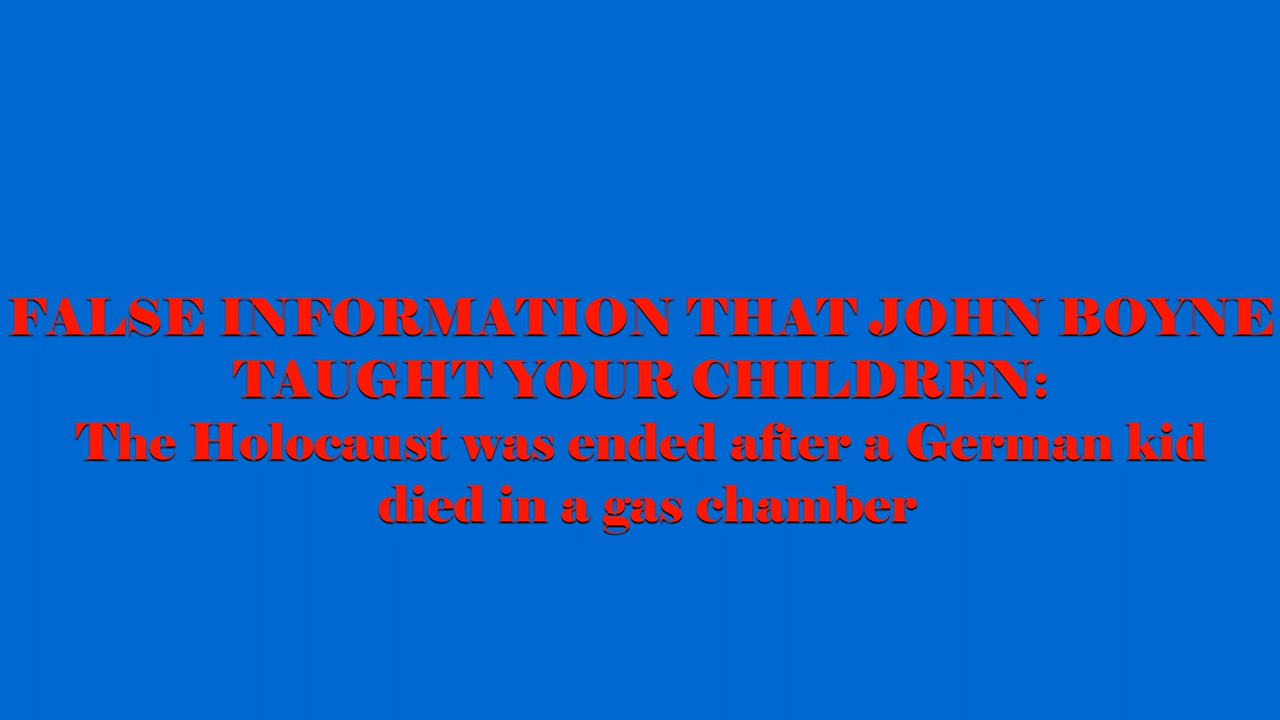 FALSE INFORMATION THAT JOHN BOYNE
TAUGHT YOUR CHILDREN:
The Holocaust was ended after a German kid
died in a gas chamber